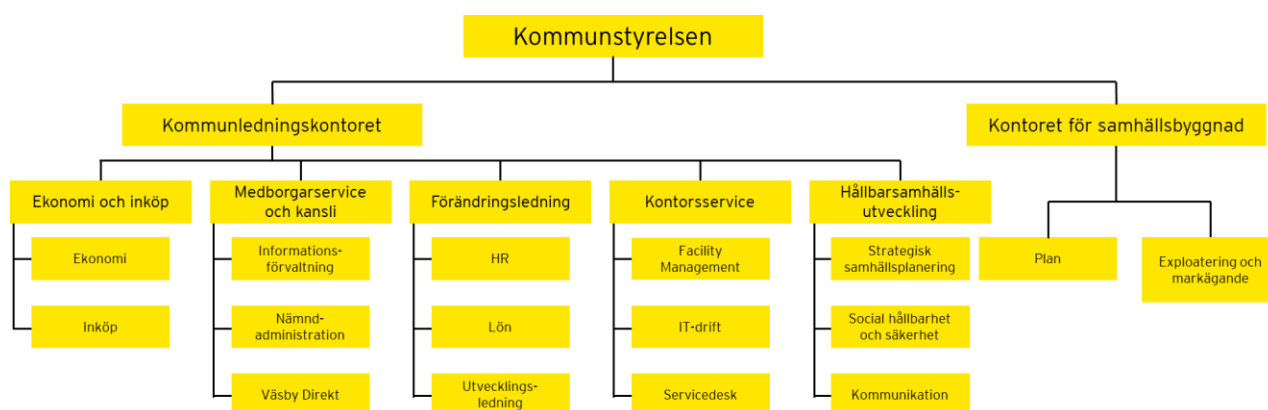 Kommunstyrelsen
Kommunledningskontoret
Kontoret för samhällsbyggnad
Ekonomi och inköp
Medborgarservice
och kansli
Förändringsledning
Kontorsservice
Hållbarsamhälls-
utveckling
Ekonomi
Inköp
Informations-
förvaltning
Nämnd-
administration
Väsby Direkt
HR
Lön
Utvecklings-
ledning
Facility
Management
IT-drift
Servicedesk
Strategisk
samhällsplanering
Social hållbarhet
och säkerhet
Kommunikation
Plan
Exploatering och
markägande